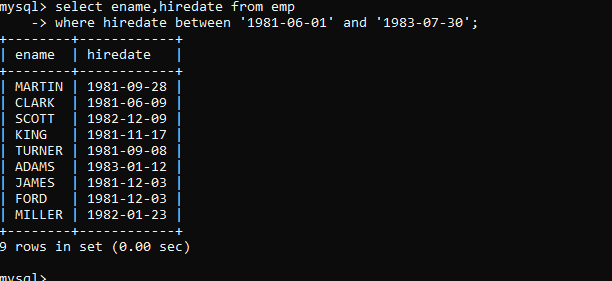 mysql> select ename,hiredate from emp
    -> where hiredate between '1981-06-01' and '1983-07-30';
+--------+------------+
| ename  | hiredate   |
+--------+------------+
| MARTIN | 1981-09-28 |
| CLARK  | 1981-06-09 |
| SCOTT  | 1982-12-09 |
| KING   | 1981-11-17 |
| TURNER | 1981-09-08 |
| ADAMS  | 1983-01-12 |
| JAMES  | 1981-12-03 |
| FORD   | 1981-12-03 |
| MILLER | 1982-01-23 |
+--------+------------+
9 rows in set (0.00 sec)

mysql>